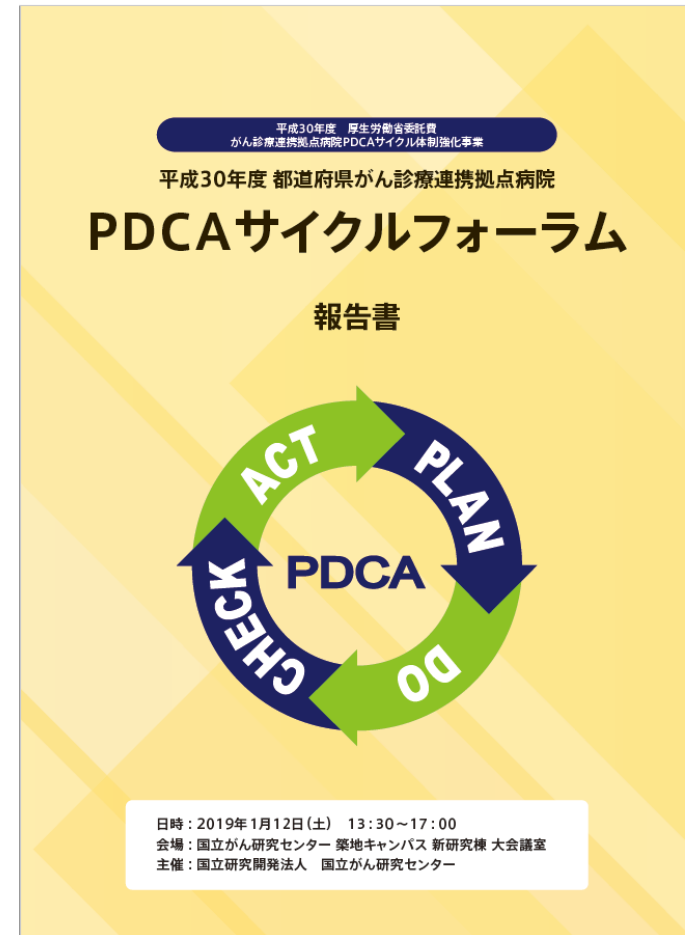 平成30年度　厚生労働省委託費
がん診療連携拠点病院PDCAサイクル体制強化事業
平成30年度 都道府県がん診療連携拠点病院
PDCAサイクルフォーラム
報告書
ACT
PLAN
PDCA
CHECK
DO
日時：2019年1月12日（土）　13：30～17：00
会場：国立がん研究センター 築地キャンパス 新研究棟 大会議室
主催：国立研究開発法人　国立がん研究センター